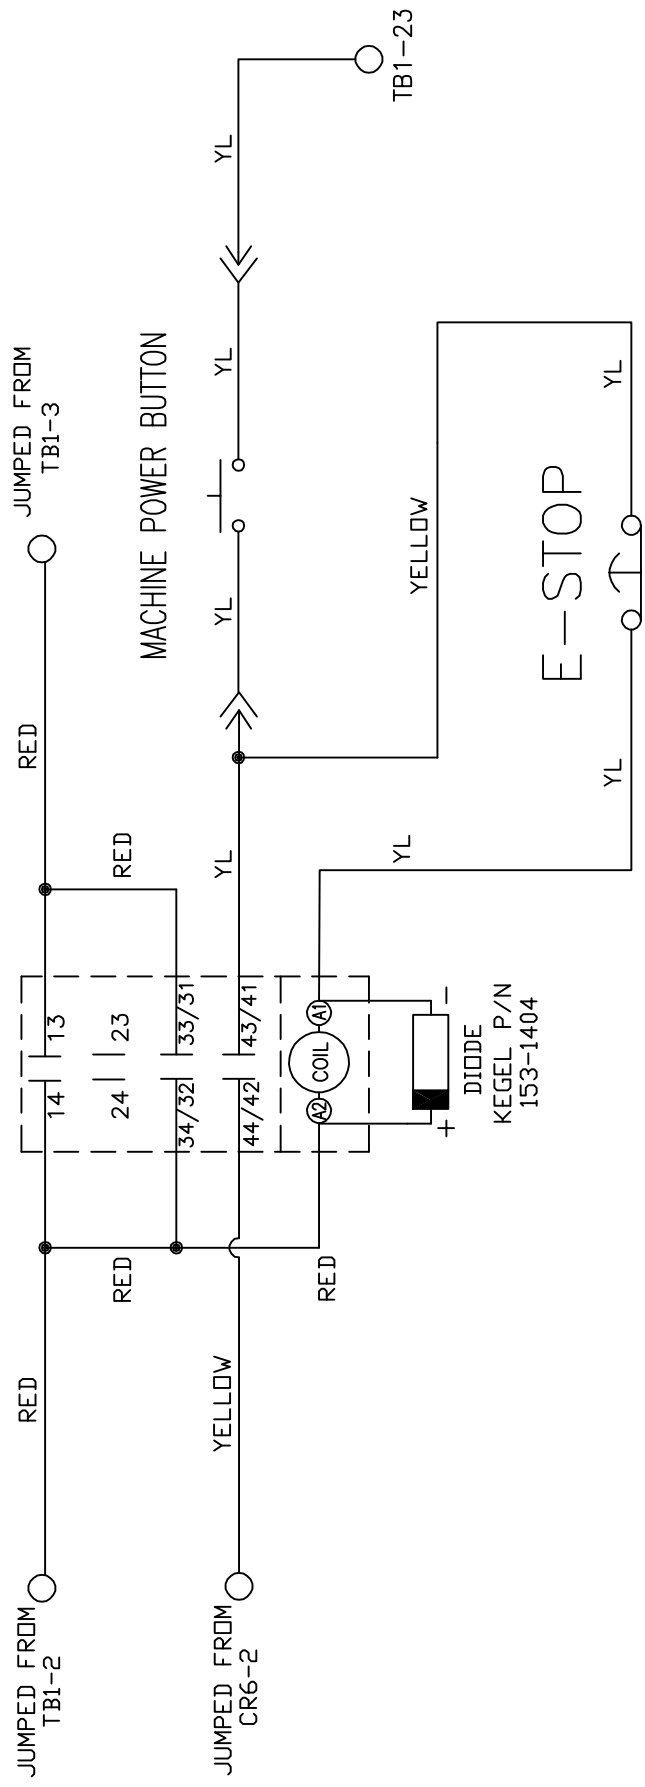 JUMPED FROM
TB1-2
RED
RED
14
13
RED
JUMPED FROM
TB1-3
24
23
RED
34/32
33/31
MACHINE POWER BUTTON
JUMPED FROM
CR6-2
YELLOW
44/42
43/41
YL
YL
YL
YL
TB1-23
RED
A2
COIL
A1
YL
YELLOW
+
-
DIODE
KEGEL P/N
153-1404
E-STOP
YL
YL